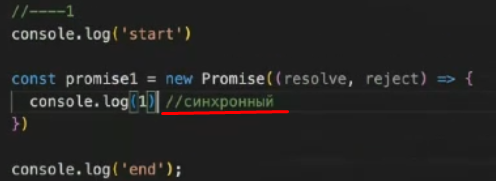 //----1
console.log('start')
const promise1 = new Promise((resolve, reject) => {
console.log(1) //синхронный
})
console.log('end');